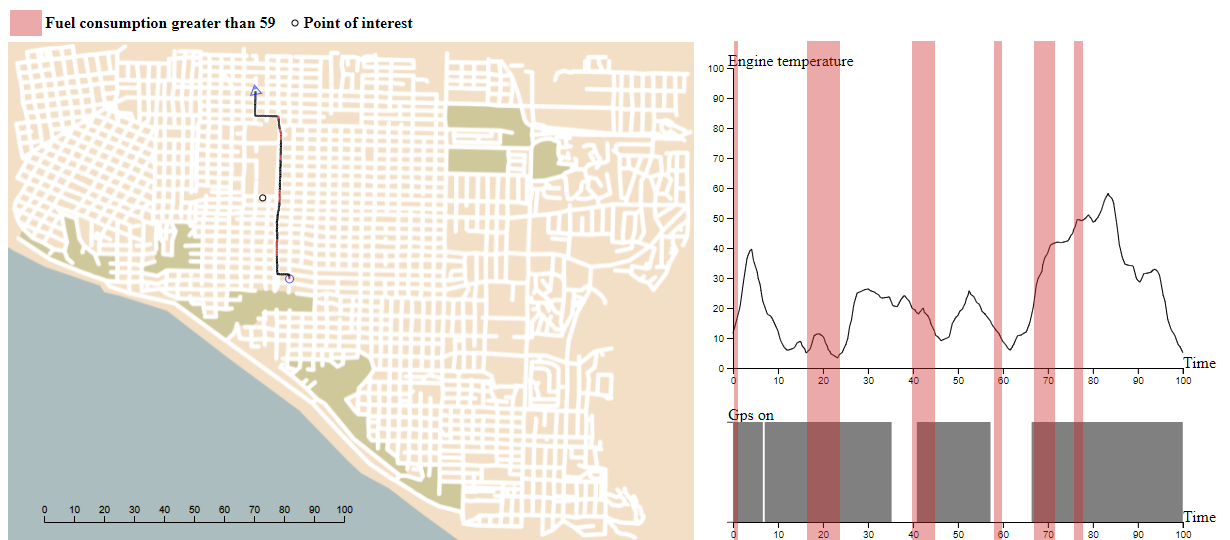 Fuel consumption greater than 59 Point of interest
Engine temperature
100
90
80
70
60
50
40
30
20
10
0
0 10 20 30 40 50 60 70 80 90 100
Time
Gps on
0 10 20 30 40 50 60 70 80 90 100
Time
0 10 20 30 40 50 60 70 80 90 100